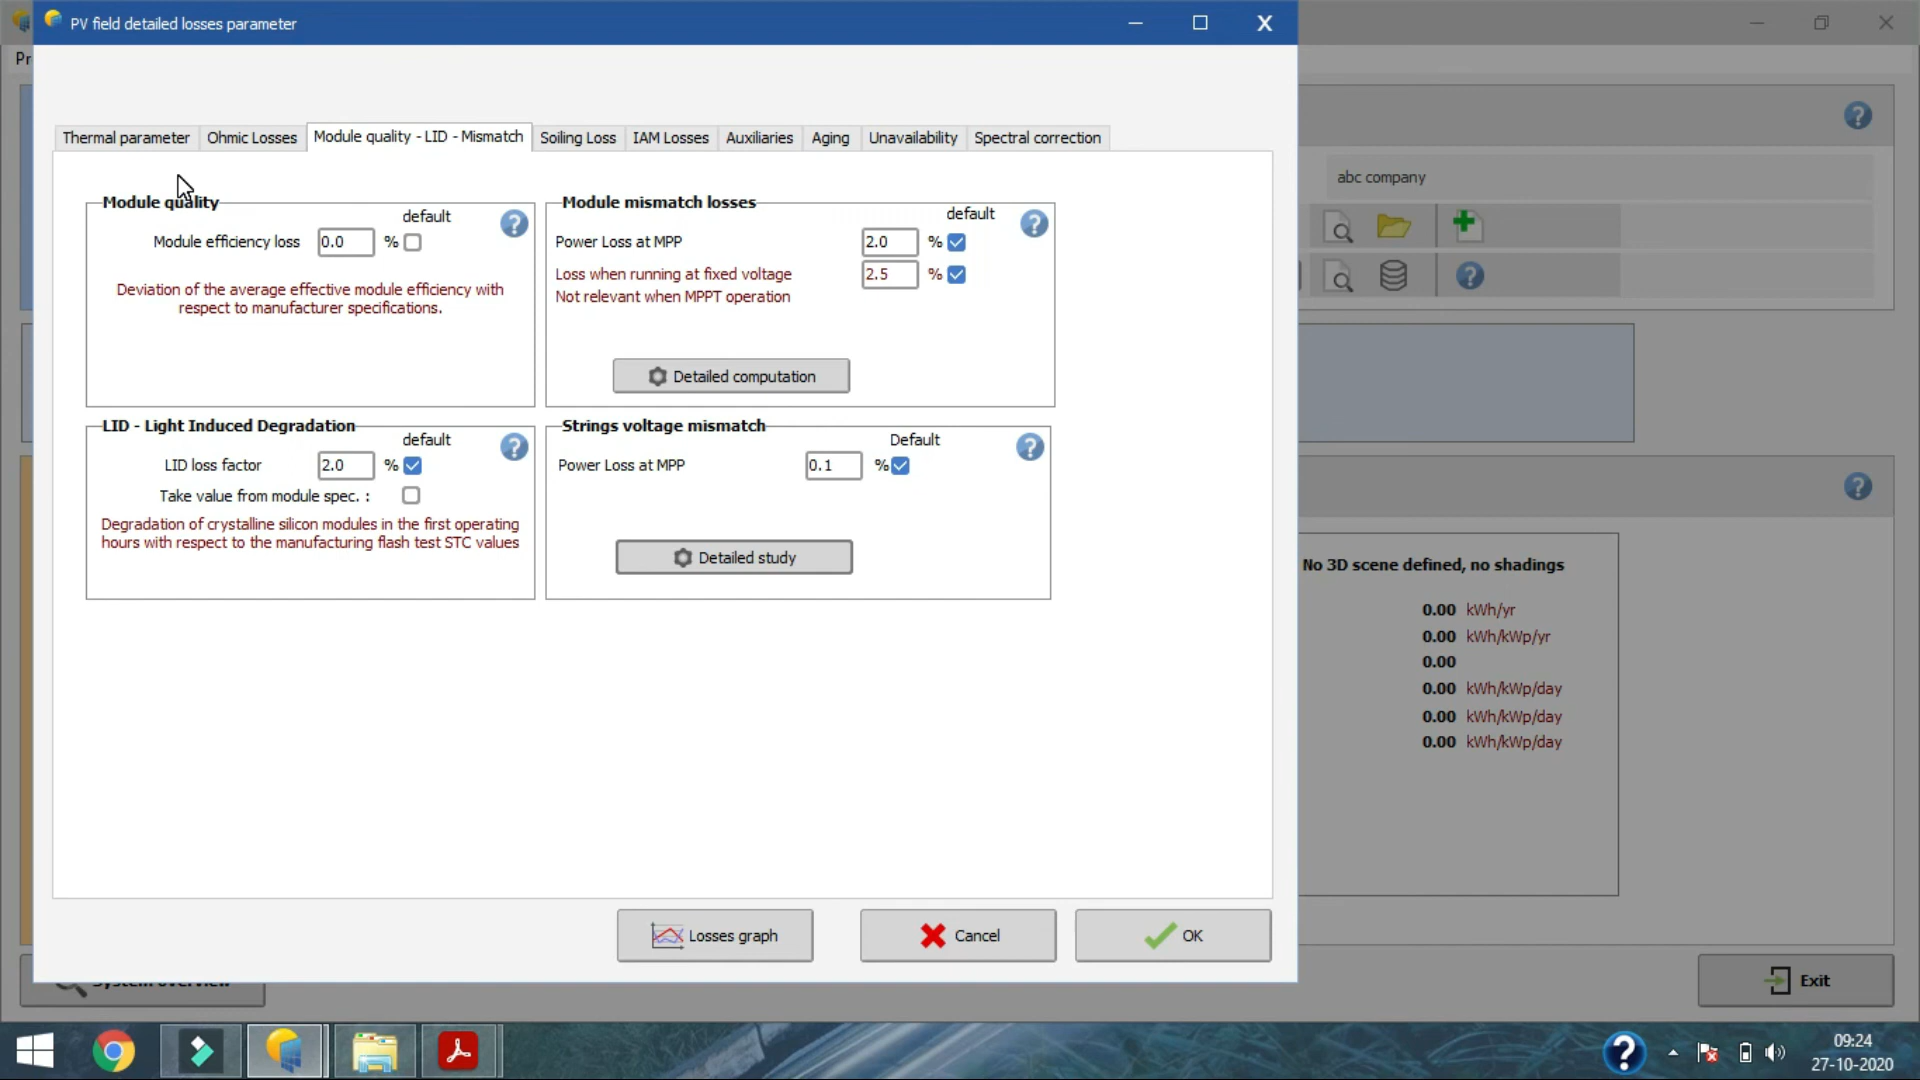 PV field detailed losses parameter
Pr
Thermal parameter Ohmic Losses Module quality - LID - Mismatch Soiling Loss IAM Losses Auxiliaries Aging Unavailability Spectral correction
abc company
Module quality
default
Module efficiency loss 0.0 %
Deviation of the average effective module efficiency with
respect to manufacturer specifications.
Module mismatch losses
default
Power Loss at MPP 2.0 %
Loss when running at fixed voltage 2.5 %
Not relevant when MPPT operation
Detailed computation
LID - Light Induced Degradation
default
LID loss factor 2.0 %
Take value from module spec. :
Degradation of crystalline silicon modules in the first operating
hours with respect to the manufacturing flash test STC values
Strings voltage mismatch
Default
Power Loss at MPP 0.1 %
Detailed study
No 3D scene defined, no shadings
0.00 kWh/yr
0.00 kWh/kWp/yr
0.00
0.00 kWh/kWp/day
0.00 kWh/kWp/day
0.00 kWh/kWp/day
Losses graph
Cancel
OK
System overview
Exit
09:24
27-10-2020